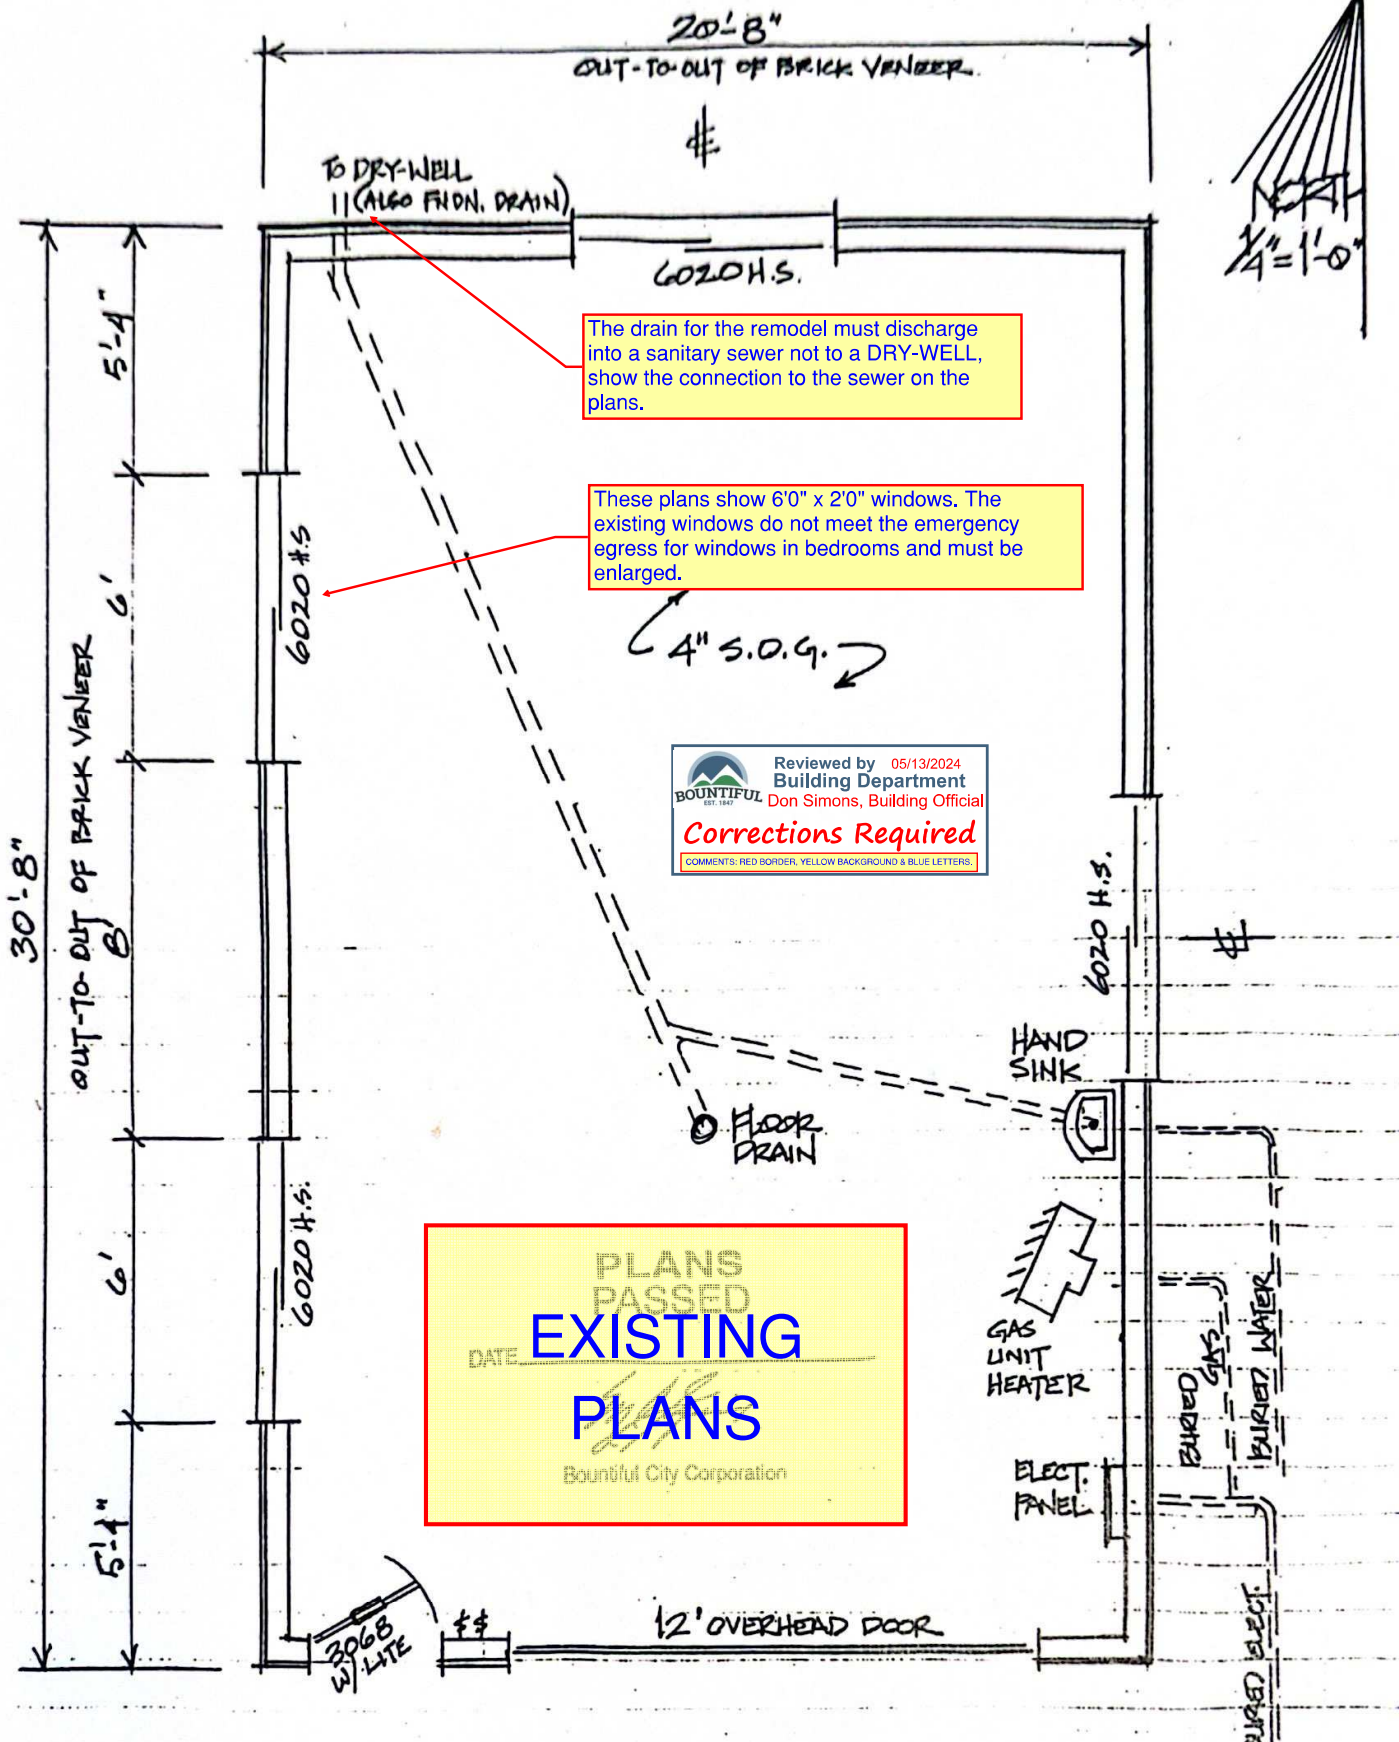 20'-8"
OUT-TO-OUT OF BRICK VENEER
TO DRY-WELL
(ALSO FNDN. DRAIN)
6020 H.S.
1/4" = 1'-0"
The drain for the remodel must discharge
into a sanitary sewer not to a DRY-WELL,
show the connection to the sewer on the
plans.
5'-4"
These plans show 6'0" x 2'0" windows. The
existing windows do not meet the emergency
egress for windows in bedrooms and must be
enlarged.
6'
6020 H.S
4" S.O.G.
BOUNTIFUL
EST. 1847
Reviewed by 05/13/2024
Building Department
Don Simons, Building Official
Corrections Required
COMMENTS: RED BORDER, YELLOW BACKGROUND & BLUE LETTERS.
30'-8"
OUT-TO-OUT OF BRICK VENEER
8'
6020 H.S.
HAND
SINK
FLOOR
DRAIN
6'
6020 H.S.
GAS
UNIT
HEATER
BURIED
GAS
BURIED WATER
PLANS
PASSED
DATE
EXISTING
PLANS
Bountiful City Corporation
ELECT.
PANEL
5'-4"
3068
W/ LITE
$$
12' OVERHEAD DOOR
ELECT.